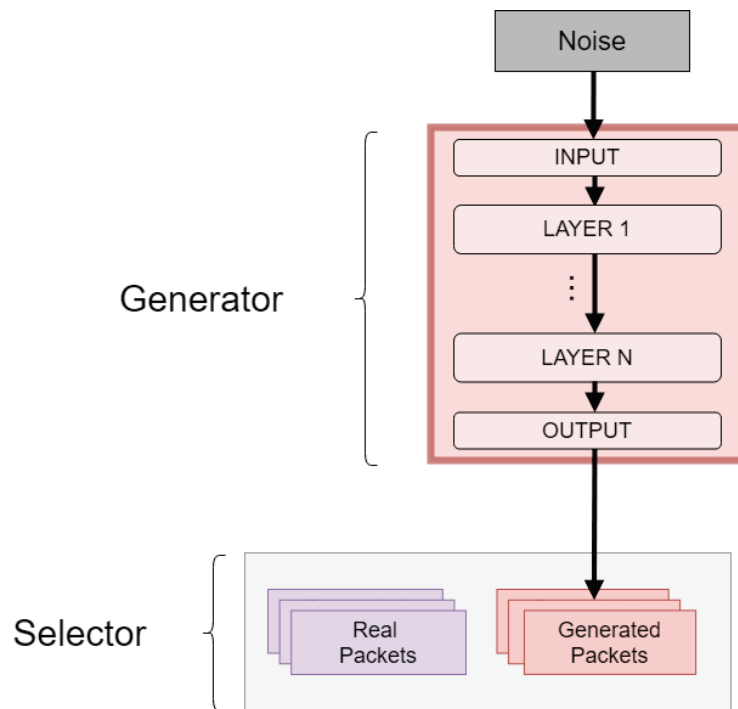 Noise
INPUT
LAYER 1
⋮
Generator
LAYER N
OUTPUT
Selector
Real
Packets
Generated
Packets